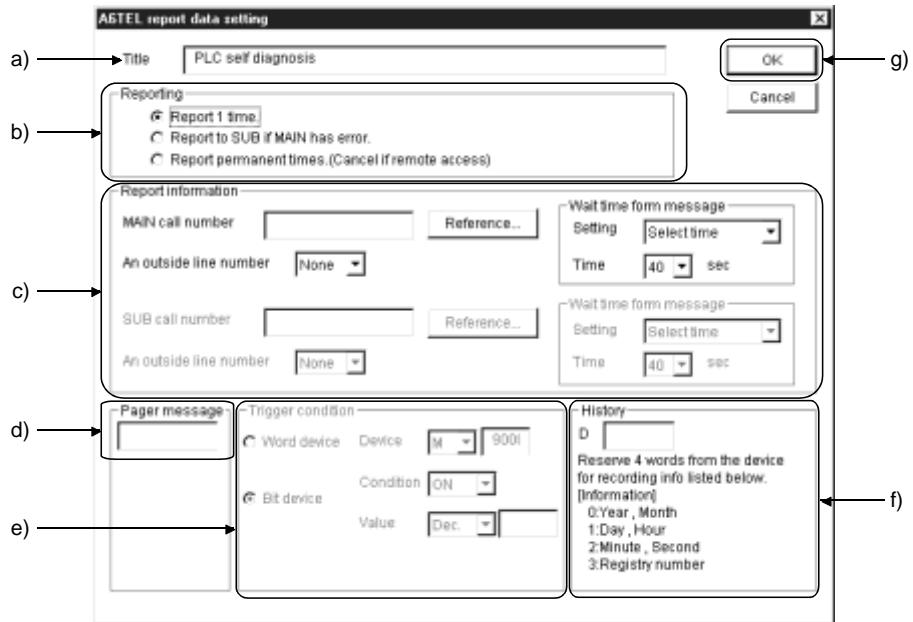 A5TEL report data setting
a)
Title
PLC self diagnosis
OK
g)
Cancel
b)
Reporting
Report 1 time.
Report to SUB if MAIN has error.
Report permanent times.(Cancel if remote access)
c)
Report information
MAIN call number
Reference...
An outside line number
None
Wait time form message
Setting
Select time
Time
40
sec
SUB call number
Reference...
An outside line number
None
Wait time form message
Setting
Select time
Time
40
sec
d)
Pager message
e)
Trigger condition
Word device
Device
M
900
Bit device
Condition
ON
Value
Dec.
f)
History
D
Reserve 4 words from the device
for recording info listed below.
[Information]
0:Year , Month
1:Day , Hour
2:Minute , Second
3:Registry number